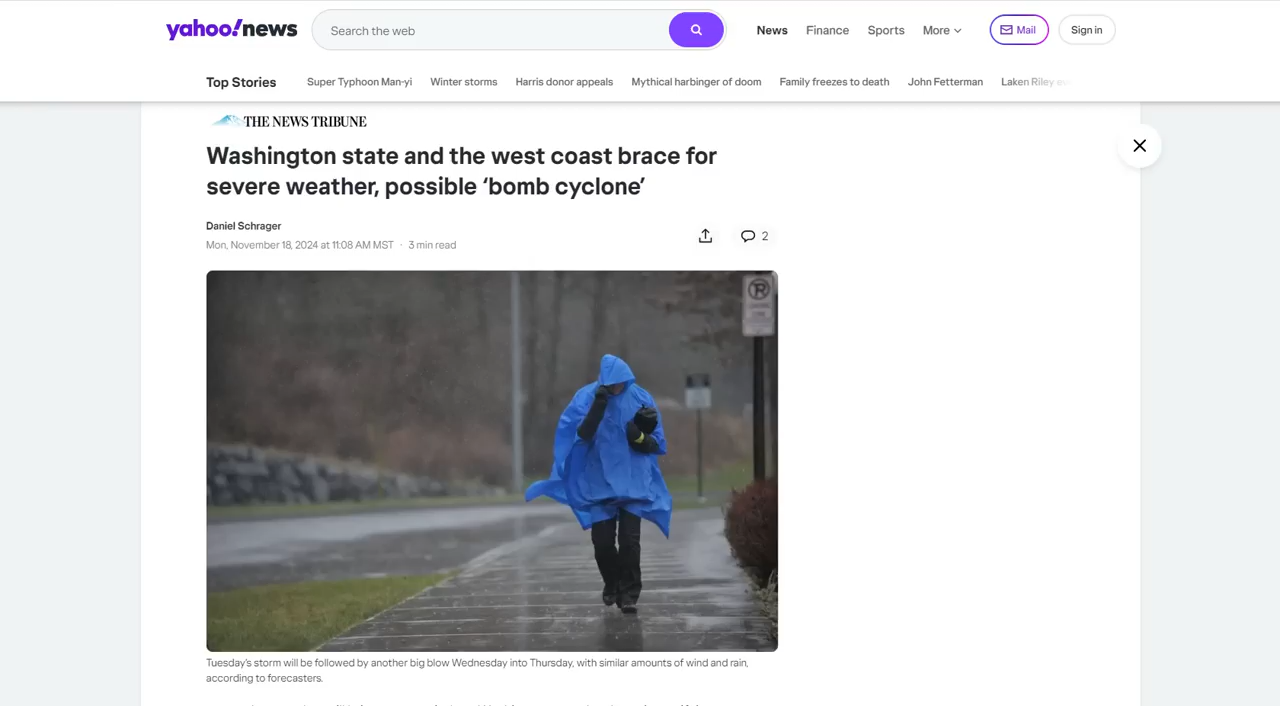 yahoo!news
Search the web
News Finance Sports More
Mail
Sign in
Top Stories Super Typhoon Man-yi Winter storms Harris donor appeals Mythical harbinger of doom Family freezes to death John Fetterman Laken Riley
THE NEWS TRIBUNE
Washington state and the west coast brace for
severe weather, possible ‘bomb cyclone’
Daniel Schrager
Mon, November 18, 2024 at 11:08 AM MST · 3 min read
2
Tuesday's storm will be followed by another big blow Wednesday into Thursday, with similar amounts of wind and rain,
according to forecasters.